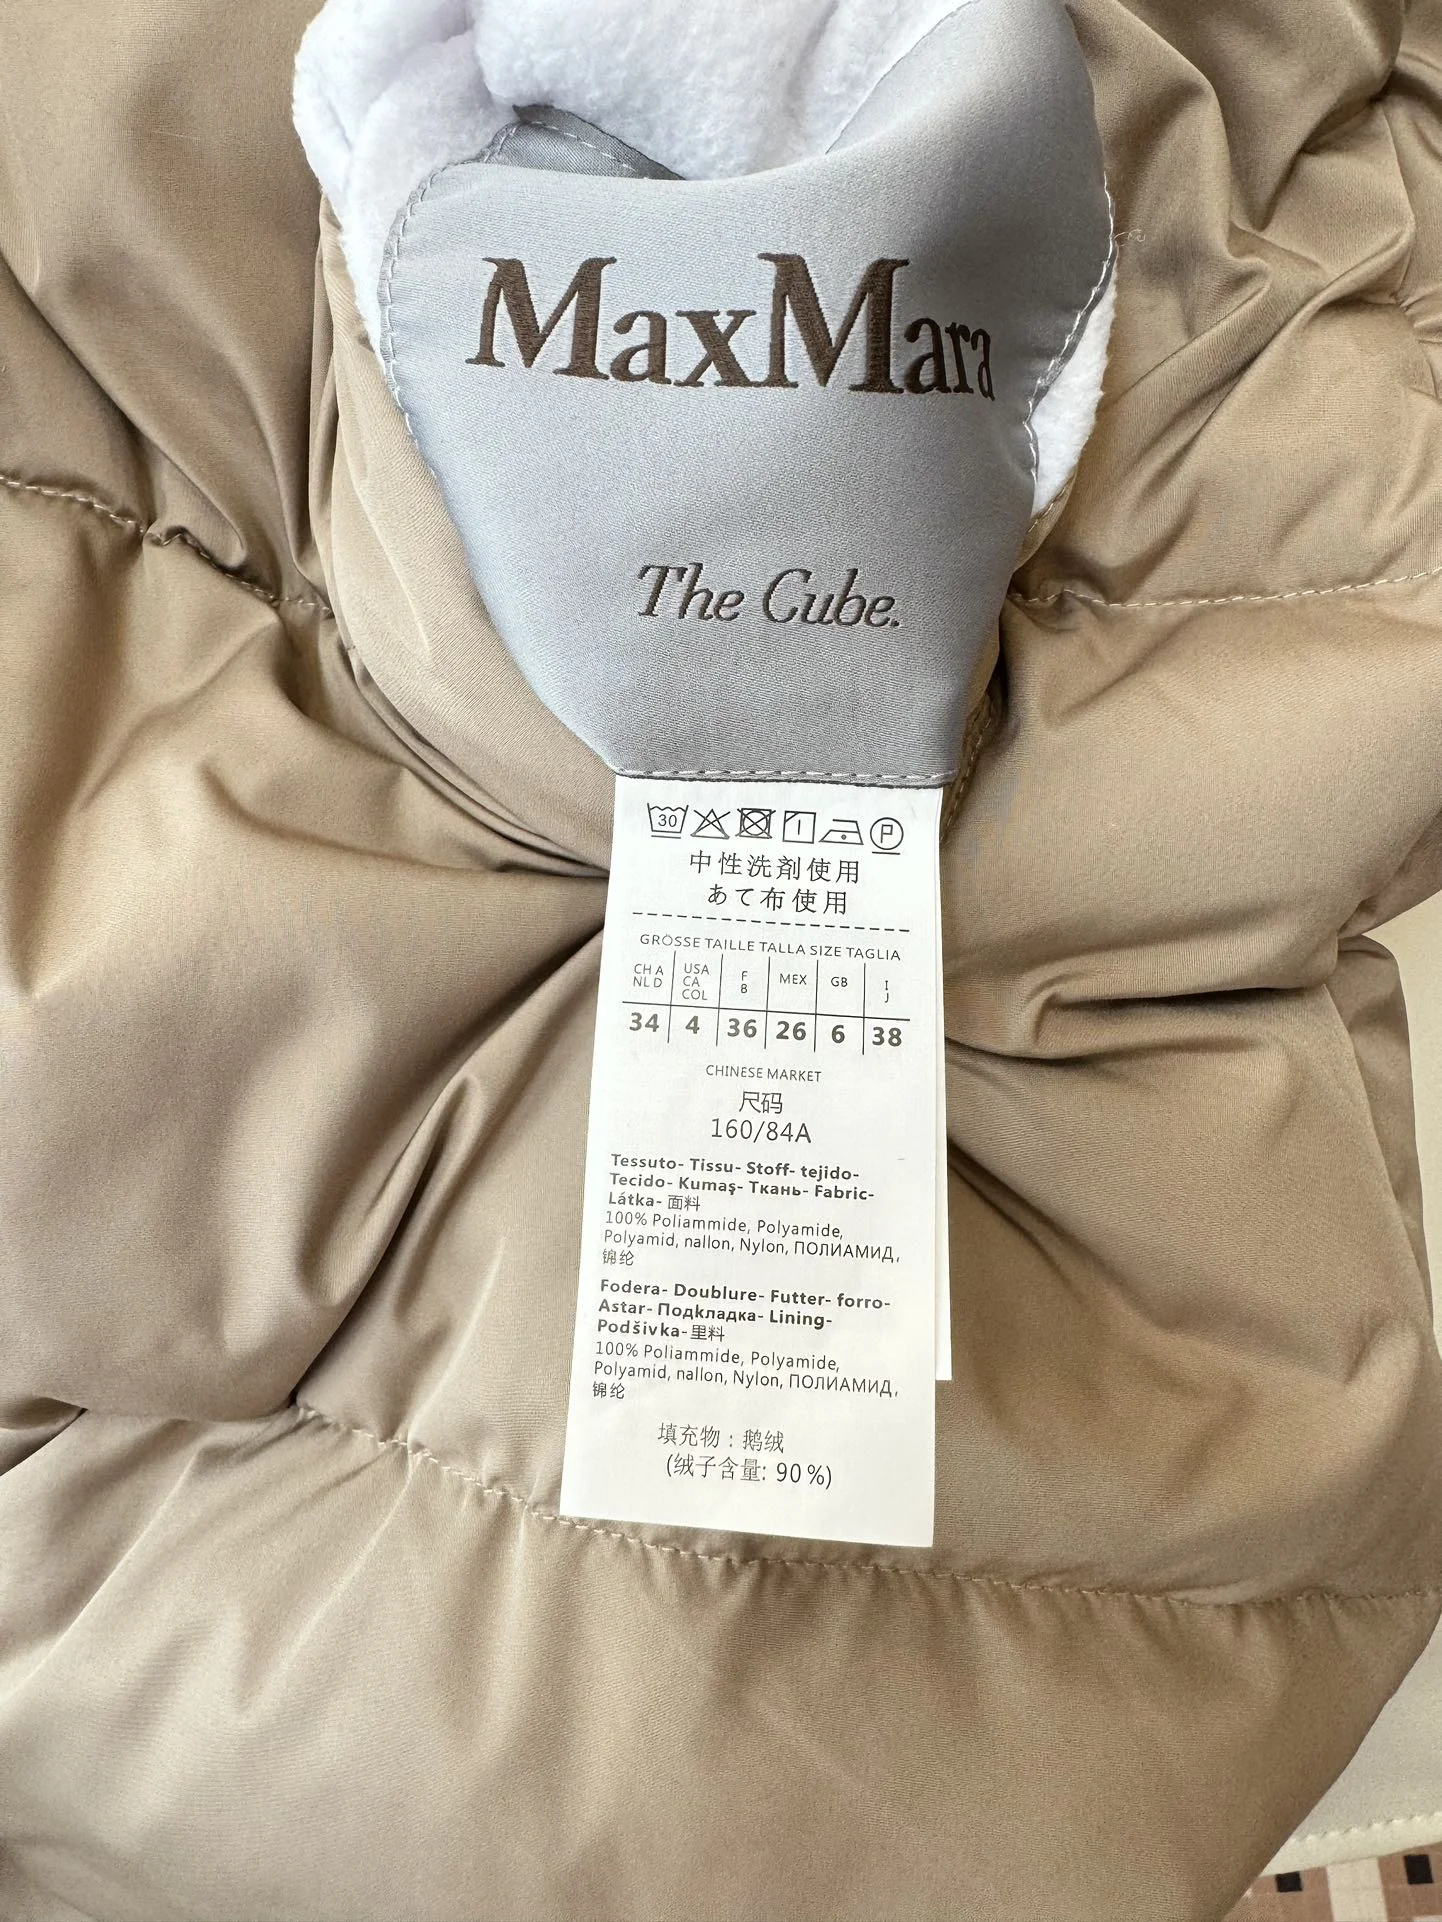 MaxMara
The Cube.
30 P
中性洗剤使用
あて布使用
GRÖSSE TAILLE TALLA SIZE TAGLIA
CH A NL D USA CA COL F B MEX GB I J
34 4 36 26 6 38
CHINESE MARKET
尺码
160/84A
Tessuto- Tissu- Stoff- tejido-
Tecido- Kumaş- Ткань- Fabric-
Látka- 面料
100% Poliammide, Polyamide,
Polyamid, nallon, Nylon, ПОЛИАМИД,
锦纶
Fodera- Doublure- Futter- forro-
Astar- Подкладка- Lining-
Podšivka- 里料
100% Poliammide, Polyamide,
Polyamid, nallon, Nylon, ПОЛИАМИД,
锦纶
填充物：鹅绒
(绒子含量: 90%)